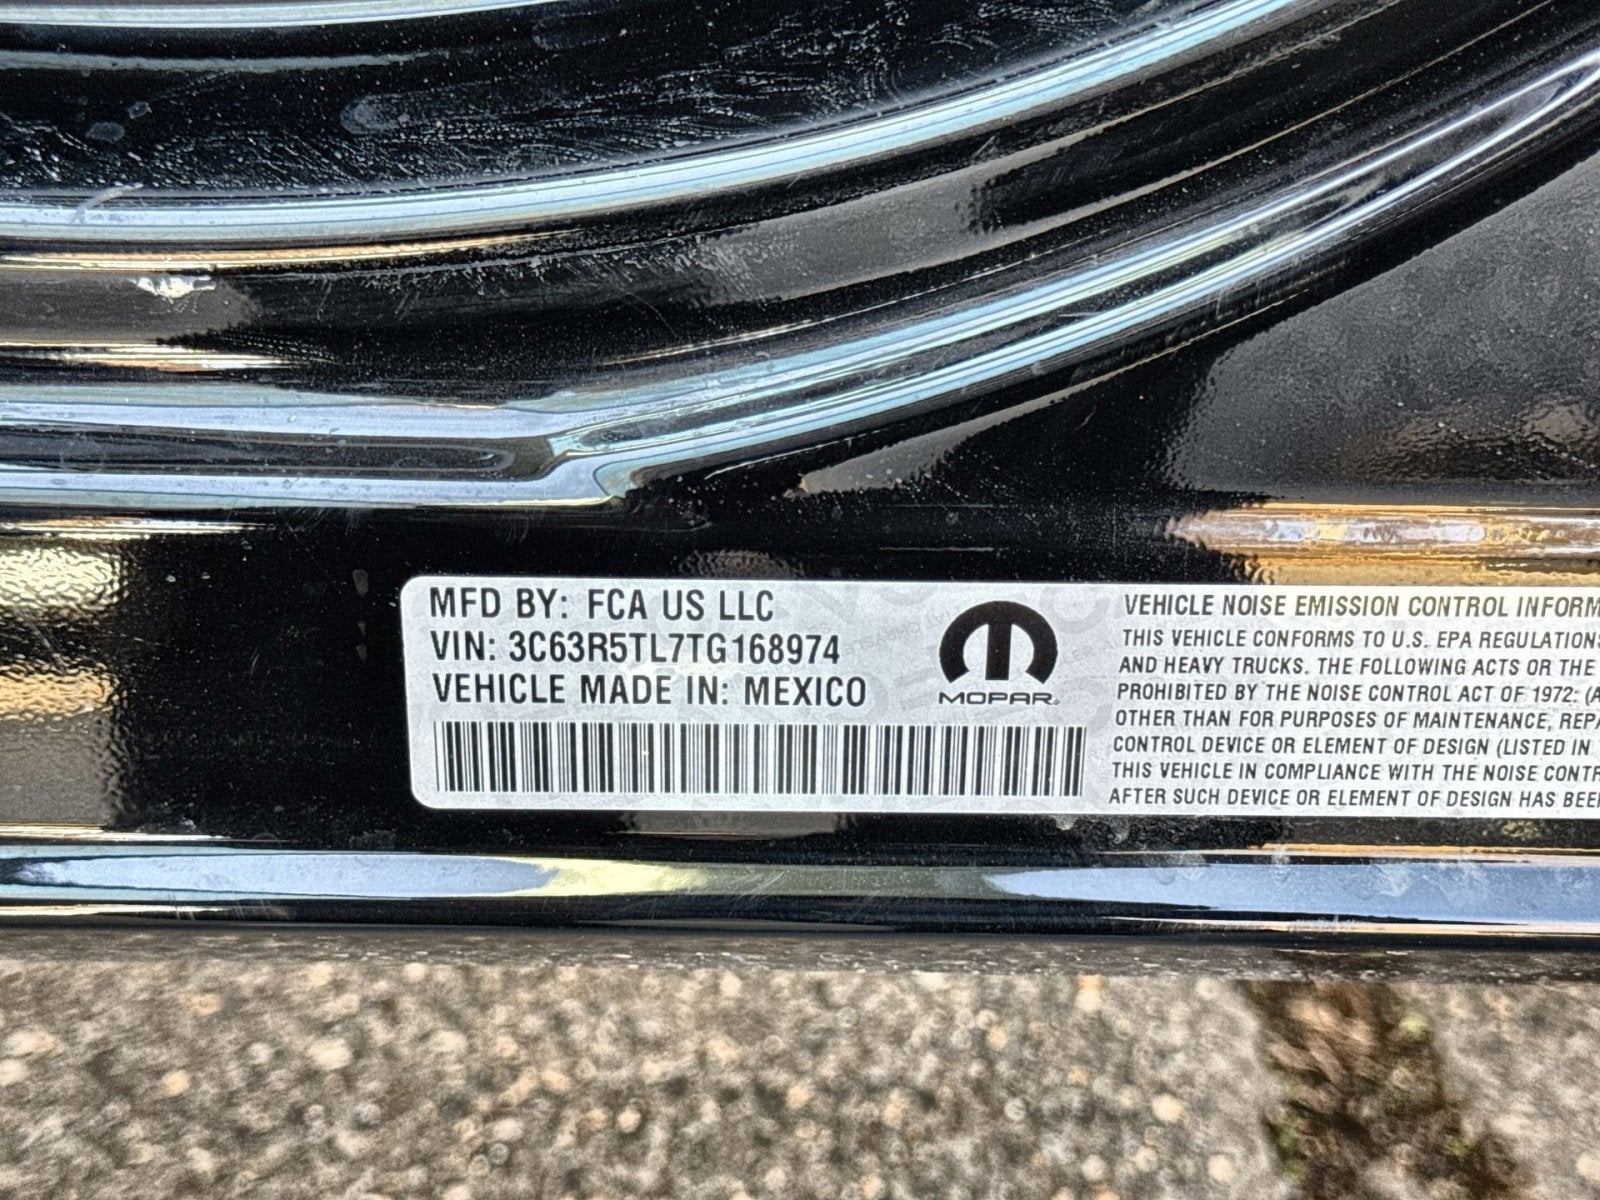 MFD BY: FCA US LLC
VIN: 3C63R5TL7TG168974
VEHICLE MADE IN: MEXICO
MOPAR®
VEHICLE NOISE EMISSION CONTROL INFORM
THIS VEHICLE CONFORMS TO U.S. EPA REGULATIONS
AND HEAVY TRUCKS. THE FOLLOWING ACTS OR THE
PROHIBITED BY THE NOISE CONTROL ACT OF 1972: (A
OTHER THAN FOR PURPOSES OF MAINTENANCE, REPA
CONTROL DEVICE OR ELEMENT OF DESIGN (LISTED IN
THIS VEHICLE IN COMPLIANCE WITH THE NOISE CONTR
AFTER SUCH DEVICE OR ELEMENT OF DESIGN HAS BEE